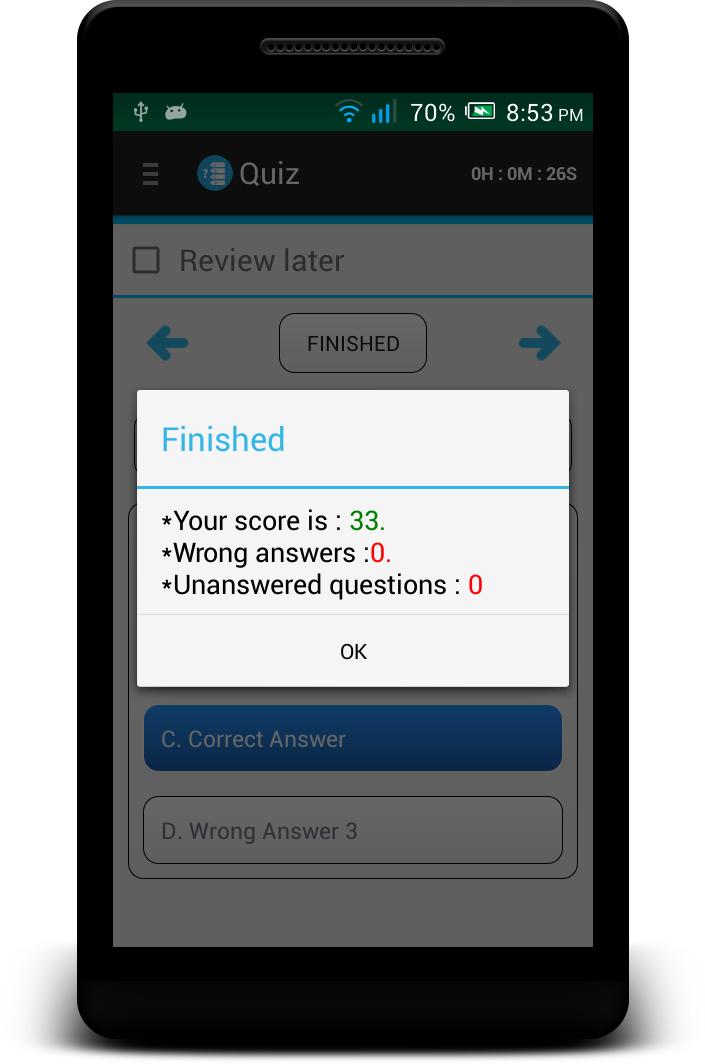 70% 8:53 PM
Quiz 0H : 0M : 26S
Review later
FINISHED
Finished
*Your score is : 33.
*Wrong answers :0.
*Unanswered questions : 0
OK
C. Correct Answer
D. Wrong Answer 3